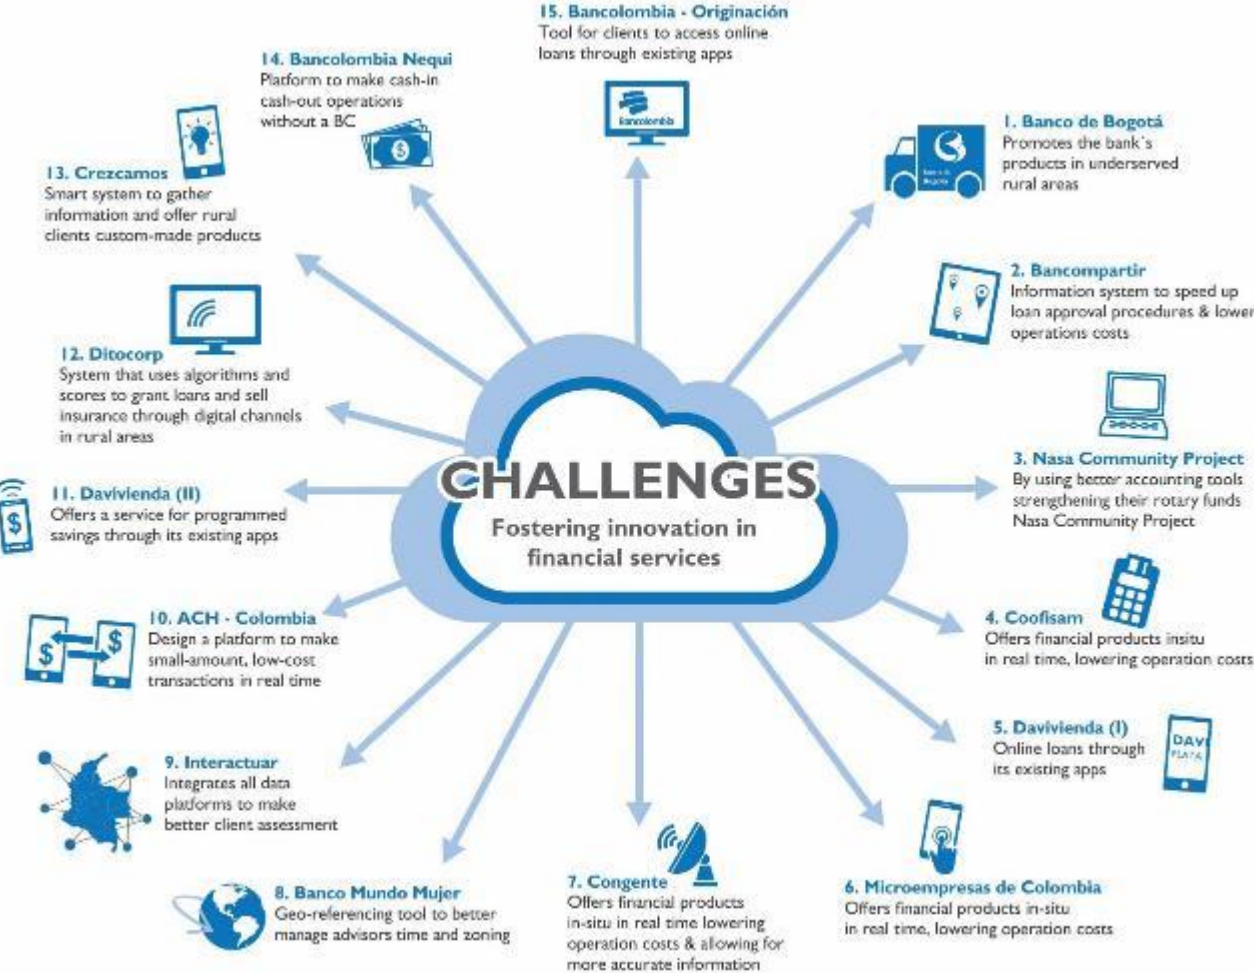 15. Bancolombia - Originación
Tool for clients to access online
loans through existing apps
Bancolombia
14. Bancolombia Nequi
Platform to make cash-in
cash-out operations
without a BC
$
1. Banco de Bogotá
Promotes the bank´s
products in underserved
rural areas
Banco de
Bogotá
13. Crezcamos
Smart system to gather
information and offer rural
clients custom-made products
2. Bancompartir
Information system to speed up
loan approval procedures & lower
operations costs
12. Ditocorp
System that uses algorithms and
scores to grant loans and sell
insurance through digital channels
in rural areas
3. Nasa Community Project
By using better accounting tools
strengthening their rotary funds
Nasa Community Project
CHALLENGES
Fostering innovation in
financial services
11. Davivienda (II)
Offers a service for programmed
savings through its existing apps
$
4. Coofisam
Offers financial products insitu
in real time, lowering operation costs
10. ACH - Colombia
Design a platform to make
small-amount, low-cost
transactions in real time
$ $
5. Davivienda (I)
Online loans through
its existing apps
DAVI
PLATA
9. Interactuar
Integrates all data
platforms to make
better client assessment
6. Microempresas de Colombia
Offers financial products in-situ
in real time, lowering operation costs
8. Banco Mundo Mujer
Geo-referencing tool to better
manage advisors time and zoning
7. Congente
Offers financial products
in-situ in real time lowering
operation costs & allowing for
more accurate information